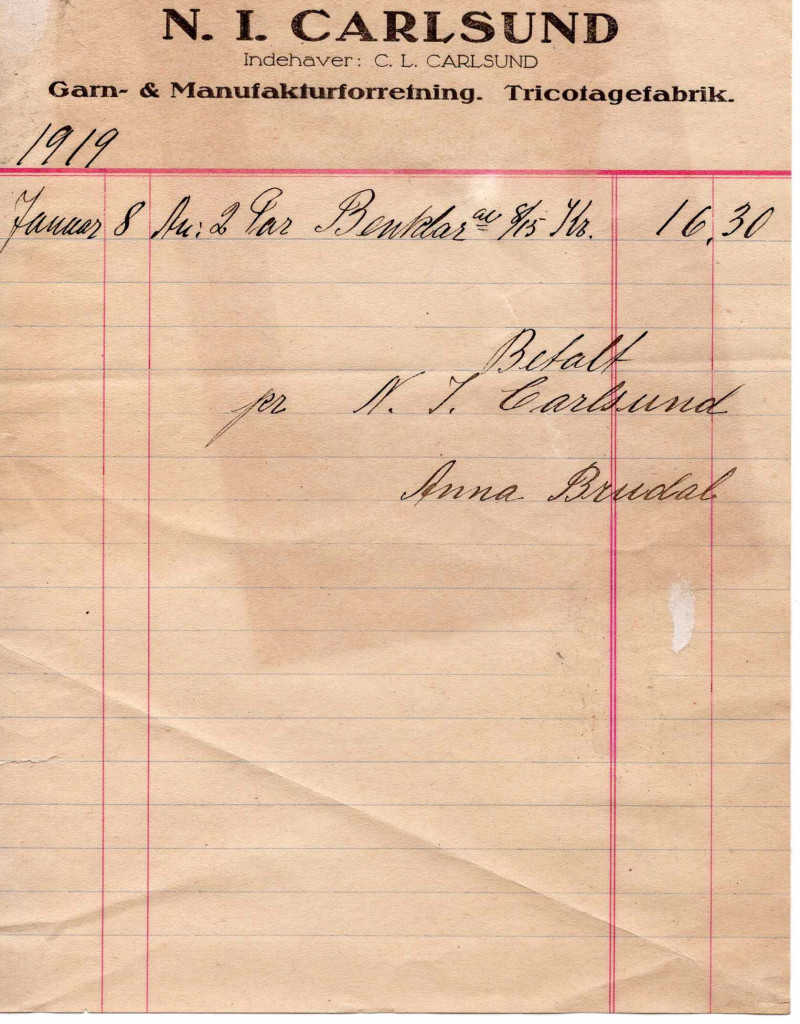 N. I. CARLSUND
Indehaver: C. L. CARLSUND
Garn- & Manufakturforretning. Tricotagefabrik.
1919
Januar 8 An: 2 Par Benklær 8/15 Kr. 16.30
Betalt
pr N. I. Carlsund
Anna Brudal